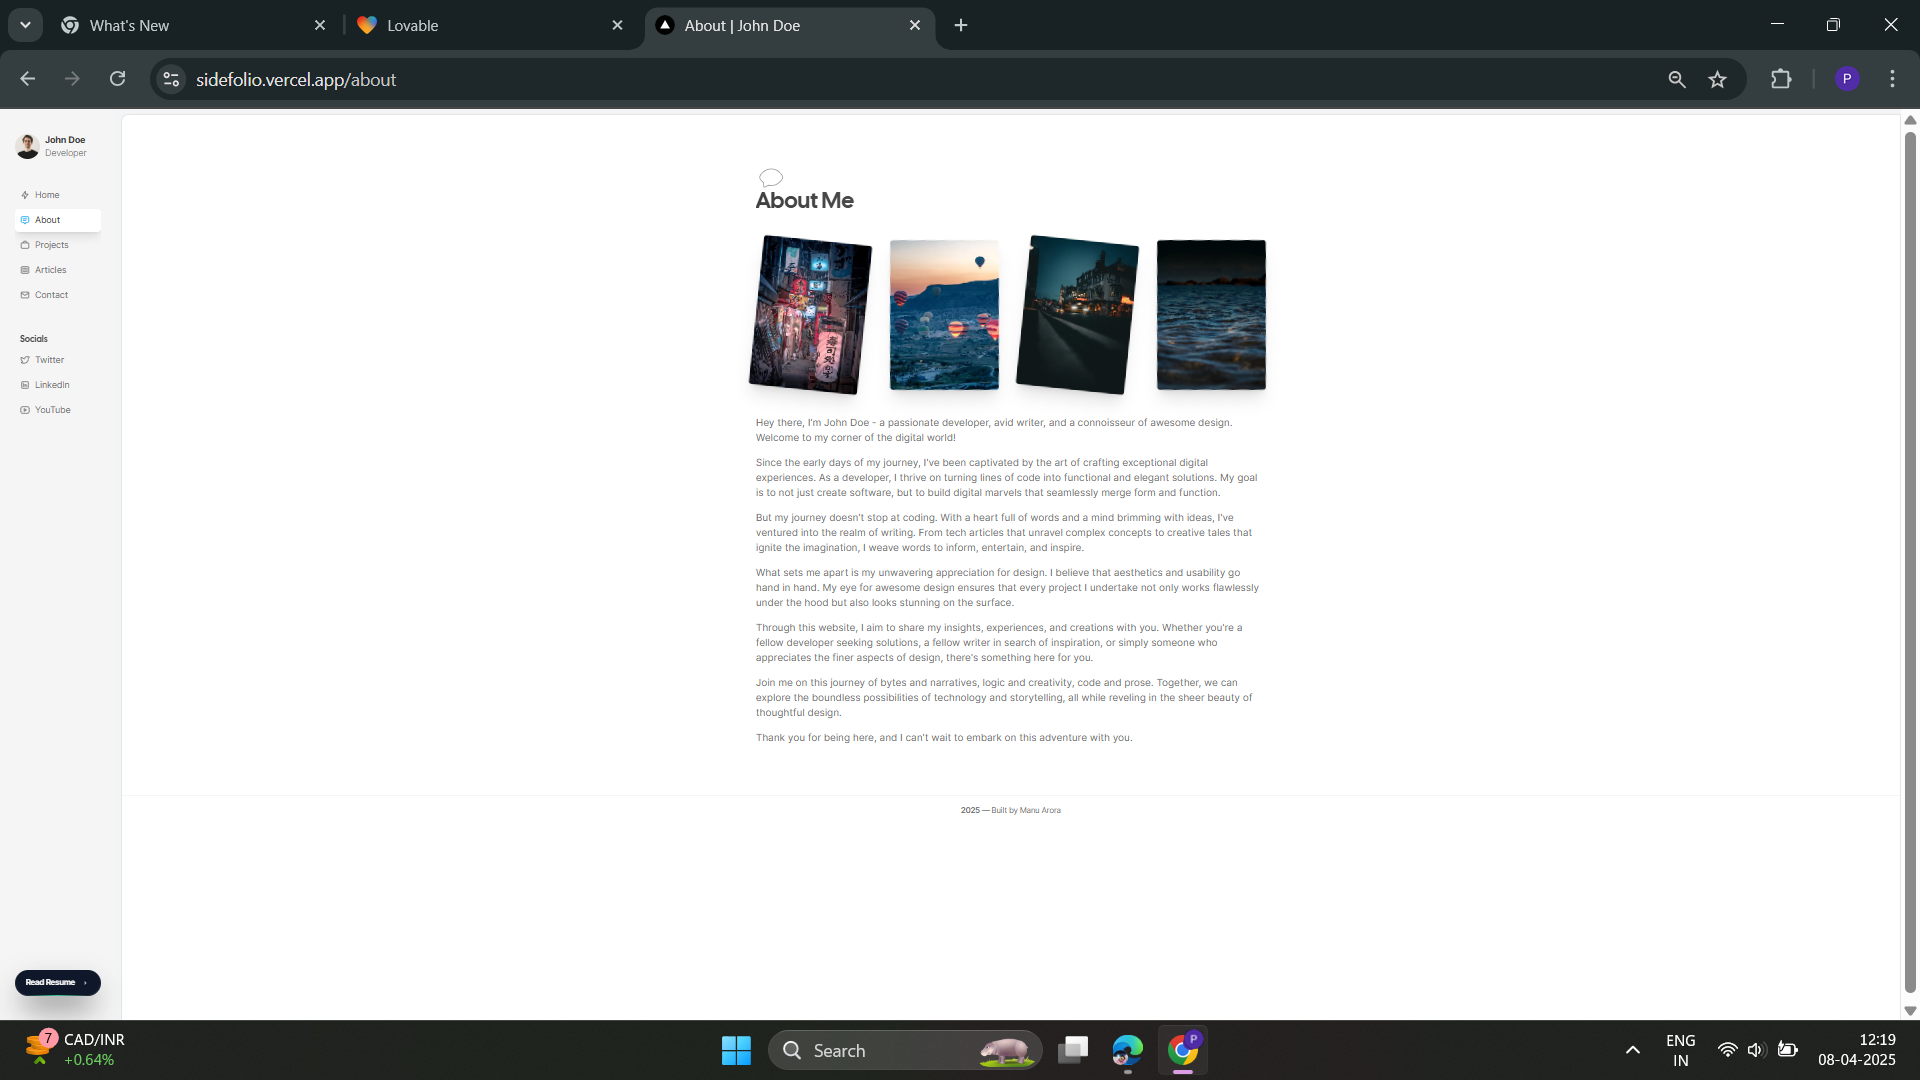 What's New
Lovable
About | John Doe
sidefolio.vercel.app/about
P
John Doe
Developer
Home
About
Projects
Articles
Contact
Socials
Twitter
LinkedIn
YouTube
Read Resume
About Me
Hey there, I'm John Doe - a passionate developer, avid writer, and a connoisseur of awesome design.
Welcome to my corner of the digital world!
Since the early days of my journey, I've been captivated by the art of crafting exceptional digital
experiences. As a developer, I thrive on turning lines of code into functional and elegant solutions. My goal
is to not just create software, but to build digital marvels that seamlessly merge form and function.
But my journey doesn't stop at coding. With a heart full of words and a mind brimming with ideas, I've
ventured into the realm of writing. From tech articles that unravel complex concepts to creative tales that
ignite the imagination, I weave words to inform, entertain, and inspire.
What sets me apart is my unwavering appreciation for design. I believe that aesthetics and usability go
hand in hand. My eye for awesome design ensures that every project I undertake not only works flawlessly
under the hood but also looks stunning on the surface.
Through this website, I aim to share my insights, experiences, and creations with you. Whether you're a
fellow developer seeking solutions, a fellow writer in search of inspiration, or simply someone who
appreciates the finer aspects of design, there's something here for you.
Join me on this journey of bytes and narratives, logic and creativity, code and prose. Together, we can
explore the boundless possibilities of technology and storytelling, all while reveling in the sheer beauty of
thoughtful design.
Thank you for being here, and I can't wait to embark on this adventure with you.
2025 — Built by Manu Arora
7
CAD/INR
+0.64%
Search
P
ENG
IN
12:19
08-04-2025